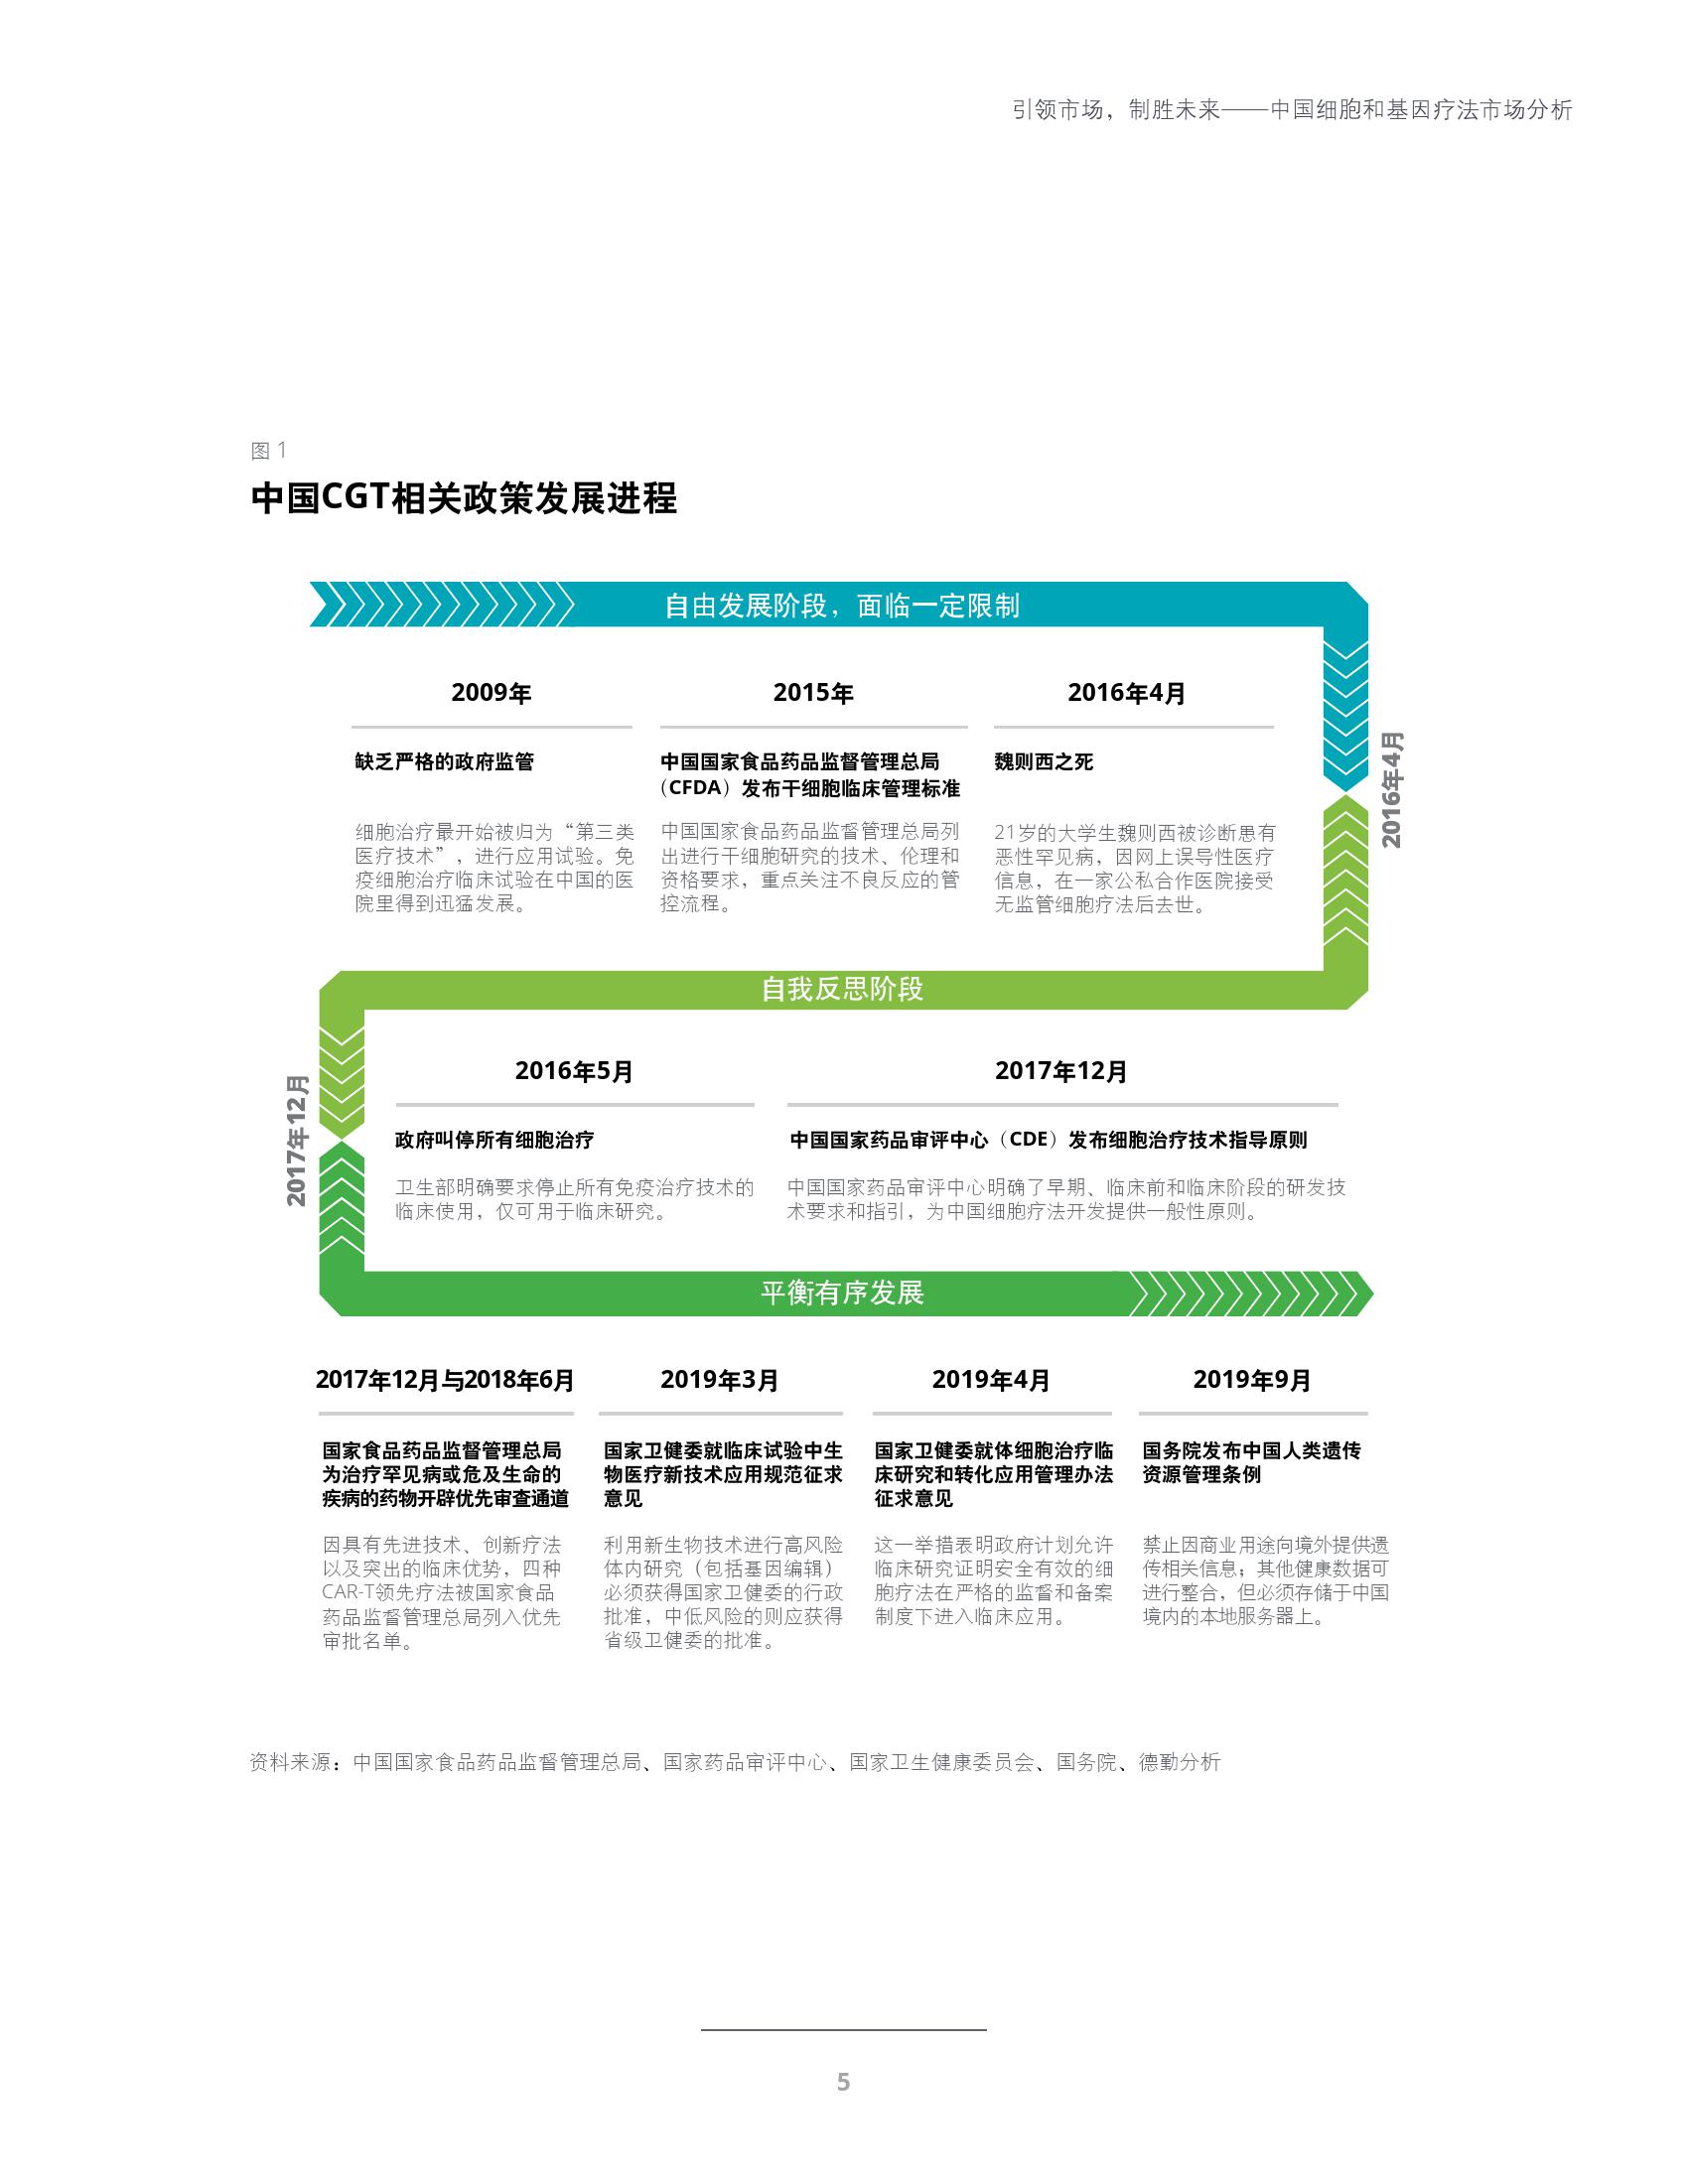 引领市场，制胜未来——中国细胞和基因疗法市场分析
图 1
中国CGT相关政策发展进程
自由发展阶段，面临一定限制
2009年
缺乏严格的政府监管
细胞治疗最开始被归为“第三类
医疗技术”，进行应用试验。免
疫细胞治疗临床试验在中国的医
院里得到迅猛发展。
2015年
中国国家食品药品监督管理总局
（CFDA）发布干细胞临床管理标准
中国国家食品药品监督管理总局列
出进行干细胞研究的技术、伦理和
资格要求，重点关注不良反应的管
控流程。
2016年4月
魏则西之死
21岁的大学生魏则西被诊断患有
恶性罕见病，因网上误导性医疗
信息，在一家公私合作医院接受
无监管细胞疗法后去世。
2016年4月
自我反思阶段
2016年5月
政府叫停所有细胞治疗
卫生部明确要求停止所有免疫治疗技术的
临床使用，仅可用于临床研究。
2017年12月
中国国家药品审评中心（CDE）发布细胞治疗技术指导原则
中国国家药品审评中心明确了早期、临床前和临床阶段的研发技
术要求和指引，为中国细胞疗法开发提供一般性原则。
2017年12月
平衡有序发展
2017年12月与2018年6月
国家食品药品监督管理总局
为治疗罕见病或危及生命的
疾病的药物开辟优先审查通道
因具有先进技术、创新疗法
以及突出的临床优势，四种
CAR-T领先疗法被国家食品
药品监督管理总局列入优先
审批名单。
2019年3月
国家卫健委就临床试验中生
物医疗新技术应用规范征求
意见
利用新生物技术进行高风险
体内研究（包括基因编辑）
必须获得国家卫健委的行政
批准，中低风险的则应获得
省级卫健委的批准。
2019年4月
国家卫健委就体细胞治疗临
床研究和转化应用管理办法
征求意见
这一举措表明政府计划允许
临床研究证明安全有效的细
胞疗法在严格的监督和备案
制度下进入临床应用。
2019年9月
国务院发布中国人类遗传
资源管理条例
禁止因商业用途向境外提供遗
传相关信息；其他健康数据可
进行整合，但必须存储于中国
境内的本地服务器上。
资料来源：中国国家食品药品监督管理总局、国家药品审评中心、国家卫生健康委员会、国务院、德勤分析
5